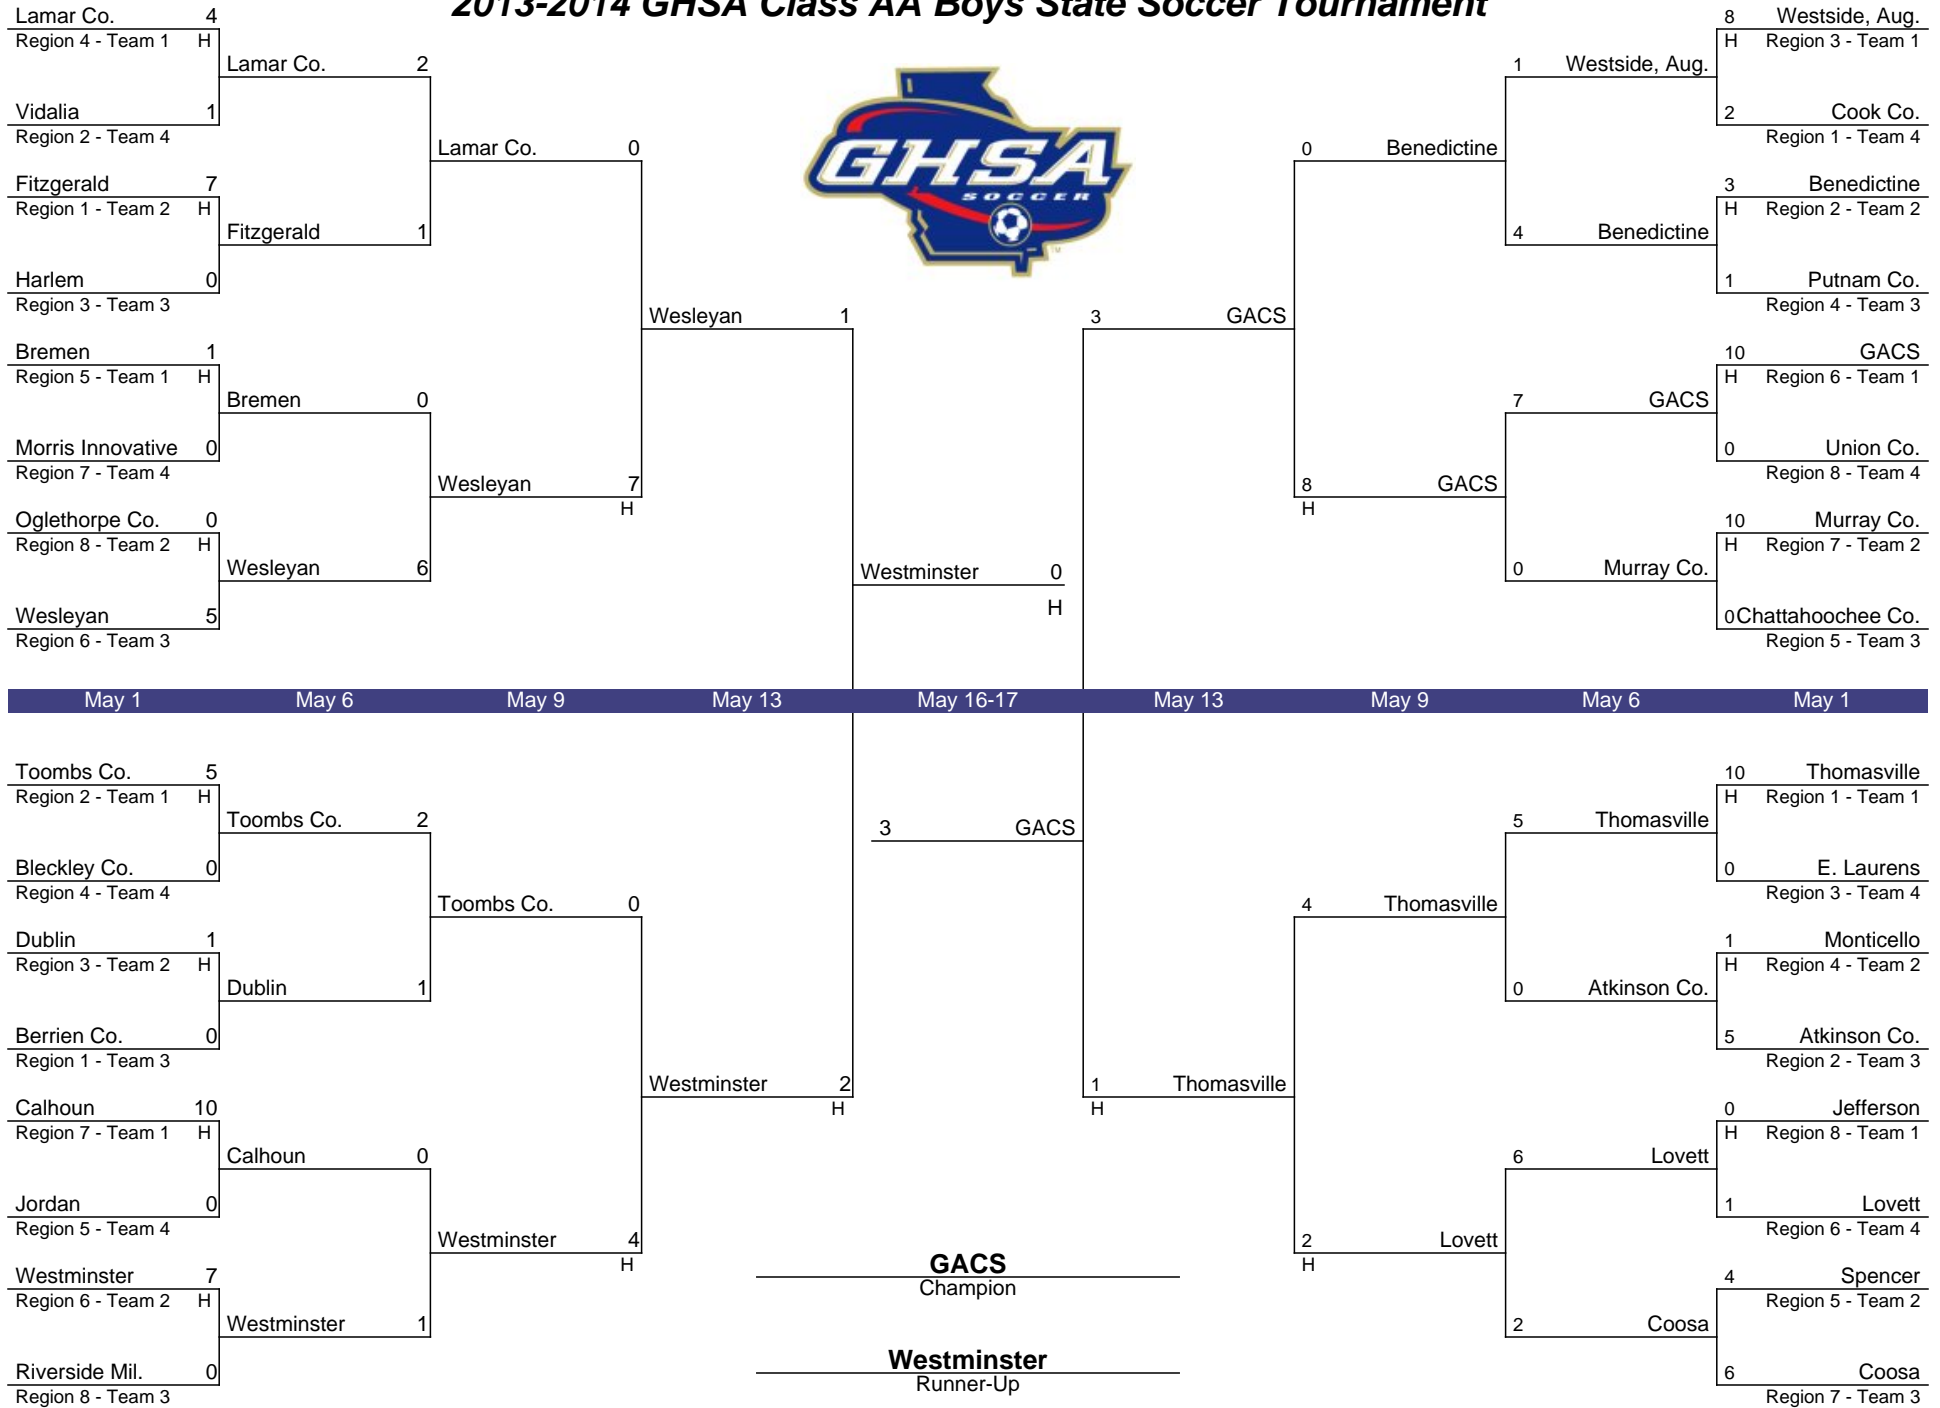 2013-2014 GHSA Class AA Boys State Soccer Tournament
GHSA
SOCCER
TM
Lamar Co. 4
Region 4 - Team 1 H
Vidalia 1
Region 2 - Team 4
Fitzgerald 7
Region 1 - Team 2 H
Harlem 0
Region 3 - Team 3
Bremen 1
Region 5 - Team 1 H
Morris Innovative 0
Region 7 - Team 4
Oglethorpe Co. 0
Region 8 - Team 2 H
Wesleyan 5
Region 6 - Team 3
Lamar Co. 2
Fitzgerald 1
Bremen 0
Wesleyan 6
Lamar Co. 0
Wesleyan 7
H
Wesleyan 1
Westminster 0
H
3 GACS
0 Benedictine
8 GACS
H
1 Westside, Aug.
4 Benedictine
7 GACS
0 Murray Co.
8 Westside, Aug.
H Region 3 - Team 1
2 Cook Co.
Region 1 - Team 4
3 Benedictine
H Region 2 - Team 2
1 Putnam Co.
Region 4 - Team 3
10 GACS
H Region 6 - Team 1
0 Union Co.
Region 8 - Team 4
10 Murray Co.
H Region 7 - Team 2
0 Chattahoochee Co.
Region 5 - Team 3
May 1 May 6 May 9 May 13 May 16-17 May 13 May 9 May 6 May 1
Toombs Co. 5
Region 2 - Team 1 H
Bleckley Co. 0
Region 4 - Team 4
Dublin 1
Region 3 - Team 2 H
Berrien Co. 0
Region 1 - Team 3
Calhoun 10
Region 7 - Team 1 H
Jordan 0
Region 5 - Team 4
Westminster 7
Region 6 - Team 2 H
Riverside Mil. 0
Region 8 - Team 3
Toombs Co. 2
Dublin 1
Calhoun 0
Westminster 1
Toombs Co. 0
Westminster 4
H
Westminster 2
H
3 GACS
GACS
Champion
Westminster
Runner-Up
1 Thomasville
H
4 Thomasville
2 Lovett
H
5 Thomasville
0 Atkinson Co.
6 Lovett
2 Coosa
10 Thomasville
H Region 1 - Team 1
0 E. Laurens
Region 3 - Team 4
1 Monticello
H Region 4 - Team 2
5 Atkinson Co.
Region 2 - Team 3
0 Jefferson
H Region 8 - Team 1
1 Lovett
Region 6 - Team 4
4 Spencer
Region 5 - Team 2
6 Coosa
Region 7 - Team 3